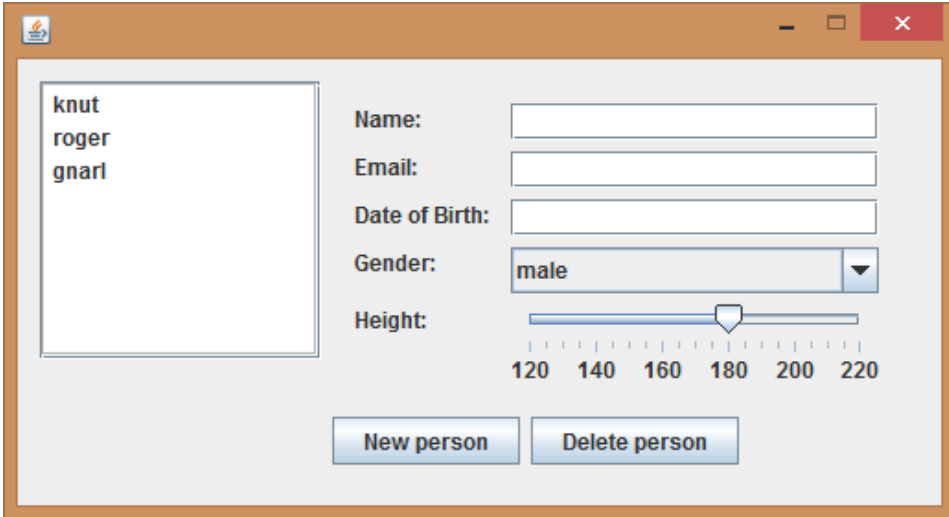 knut
roger
gnarl
Name:
Email:
Date of Birth:
Gender: male
Height:
120 140 160 180 200 220
New person Delete person